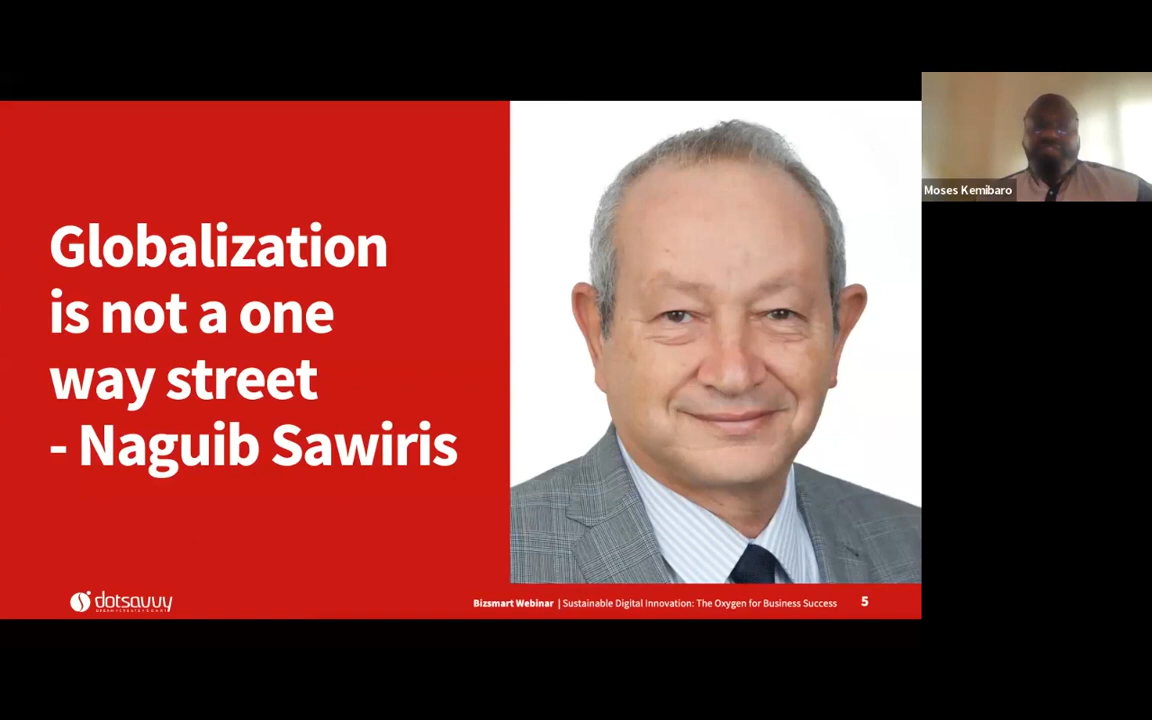 Globalization
is not a one
way street
- Naguib Sawiris
Moses Kemibaro
dotsavvy
Bizsmart Webinar | Sustainable Digital Innovation: The Oxygen for Business Success
5